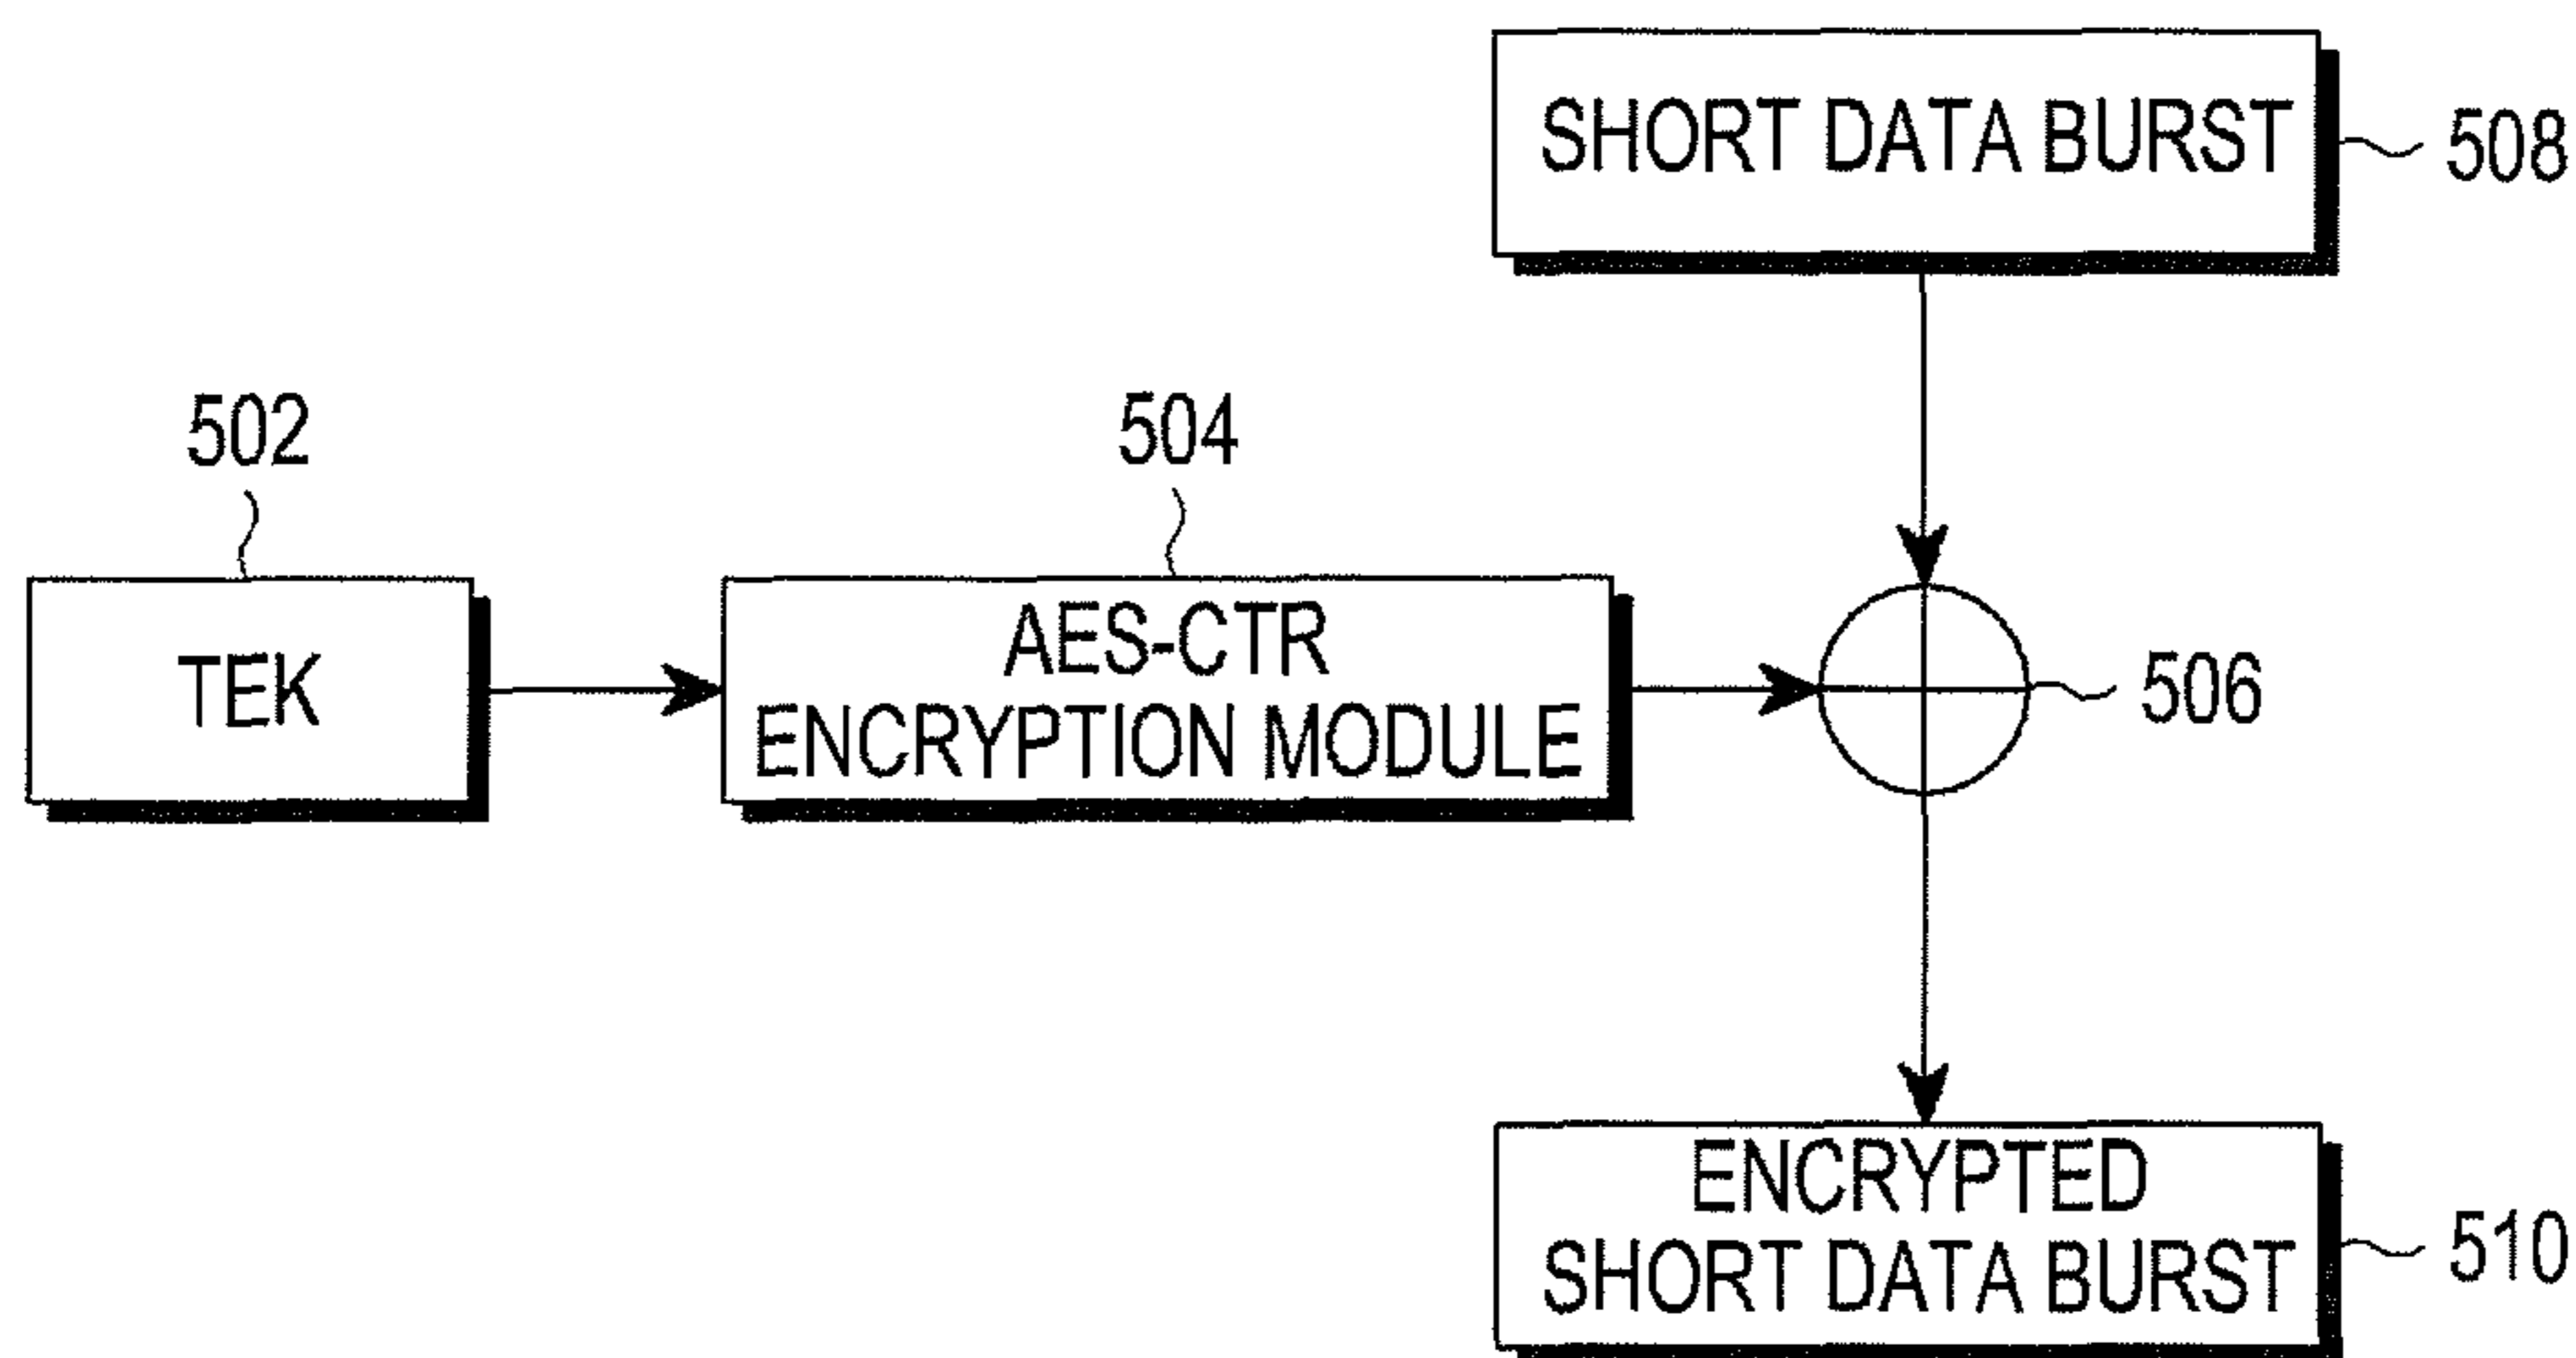 SHORT DATA BURST
508
502
504
TEK
AES-CTR
ENCRYPTION MODULE
506
ENCRYPTED
SHORT DATA BURST
510